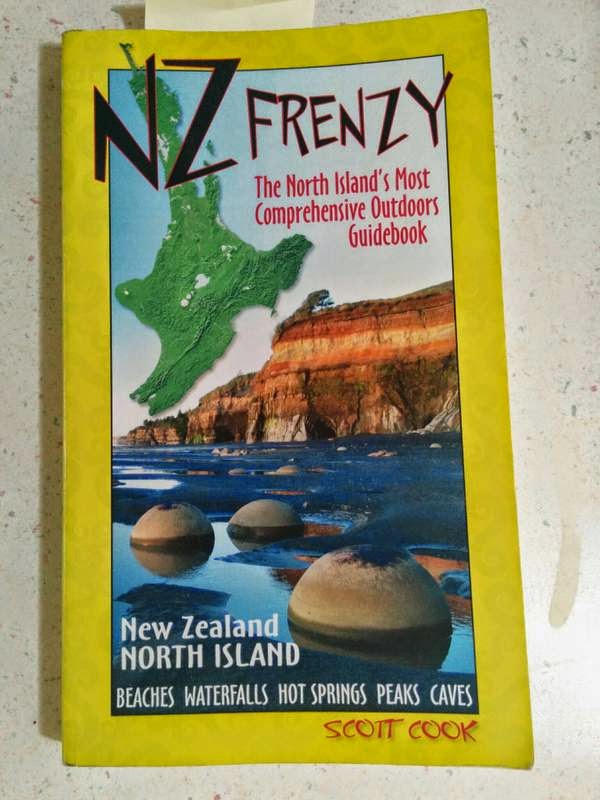 NZ FRENZY
The North Island's Most
Comprehensive Outdoors
Guidebook
New Zealand
NORTH ISLAND
BEACHES WATERFALLS HOT SPRINGS PEAKS CAVES
SCOTT COOK